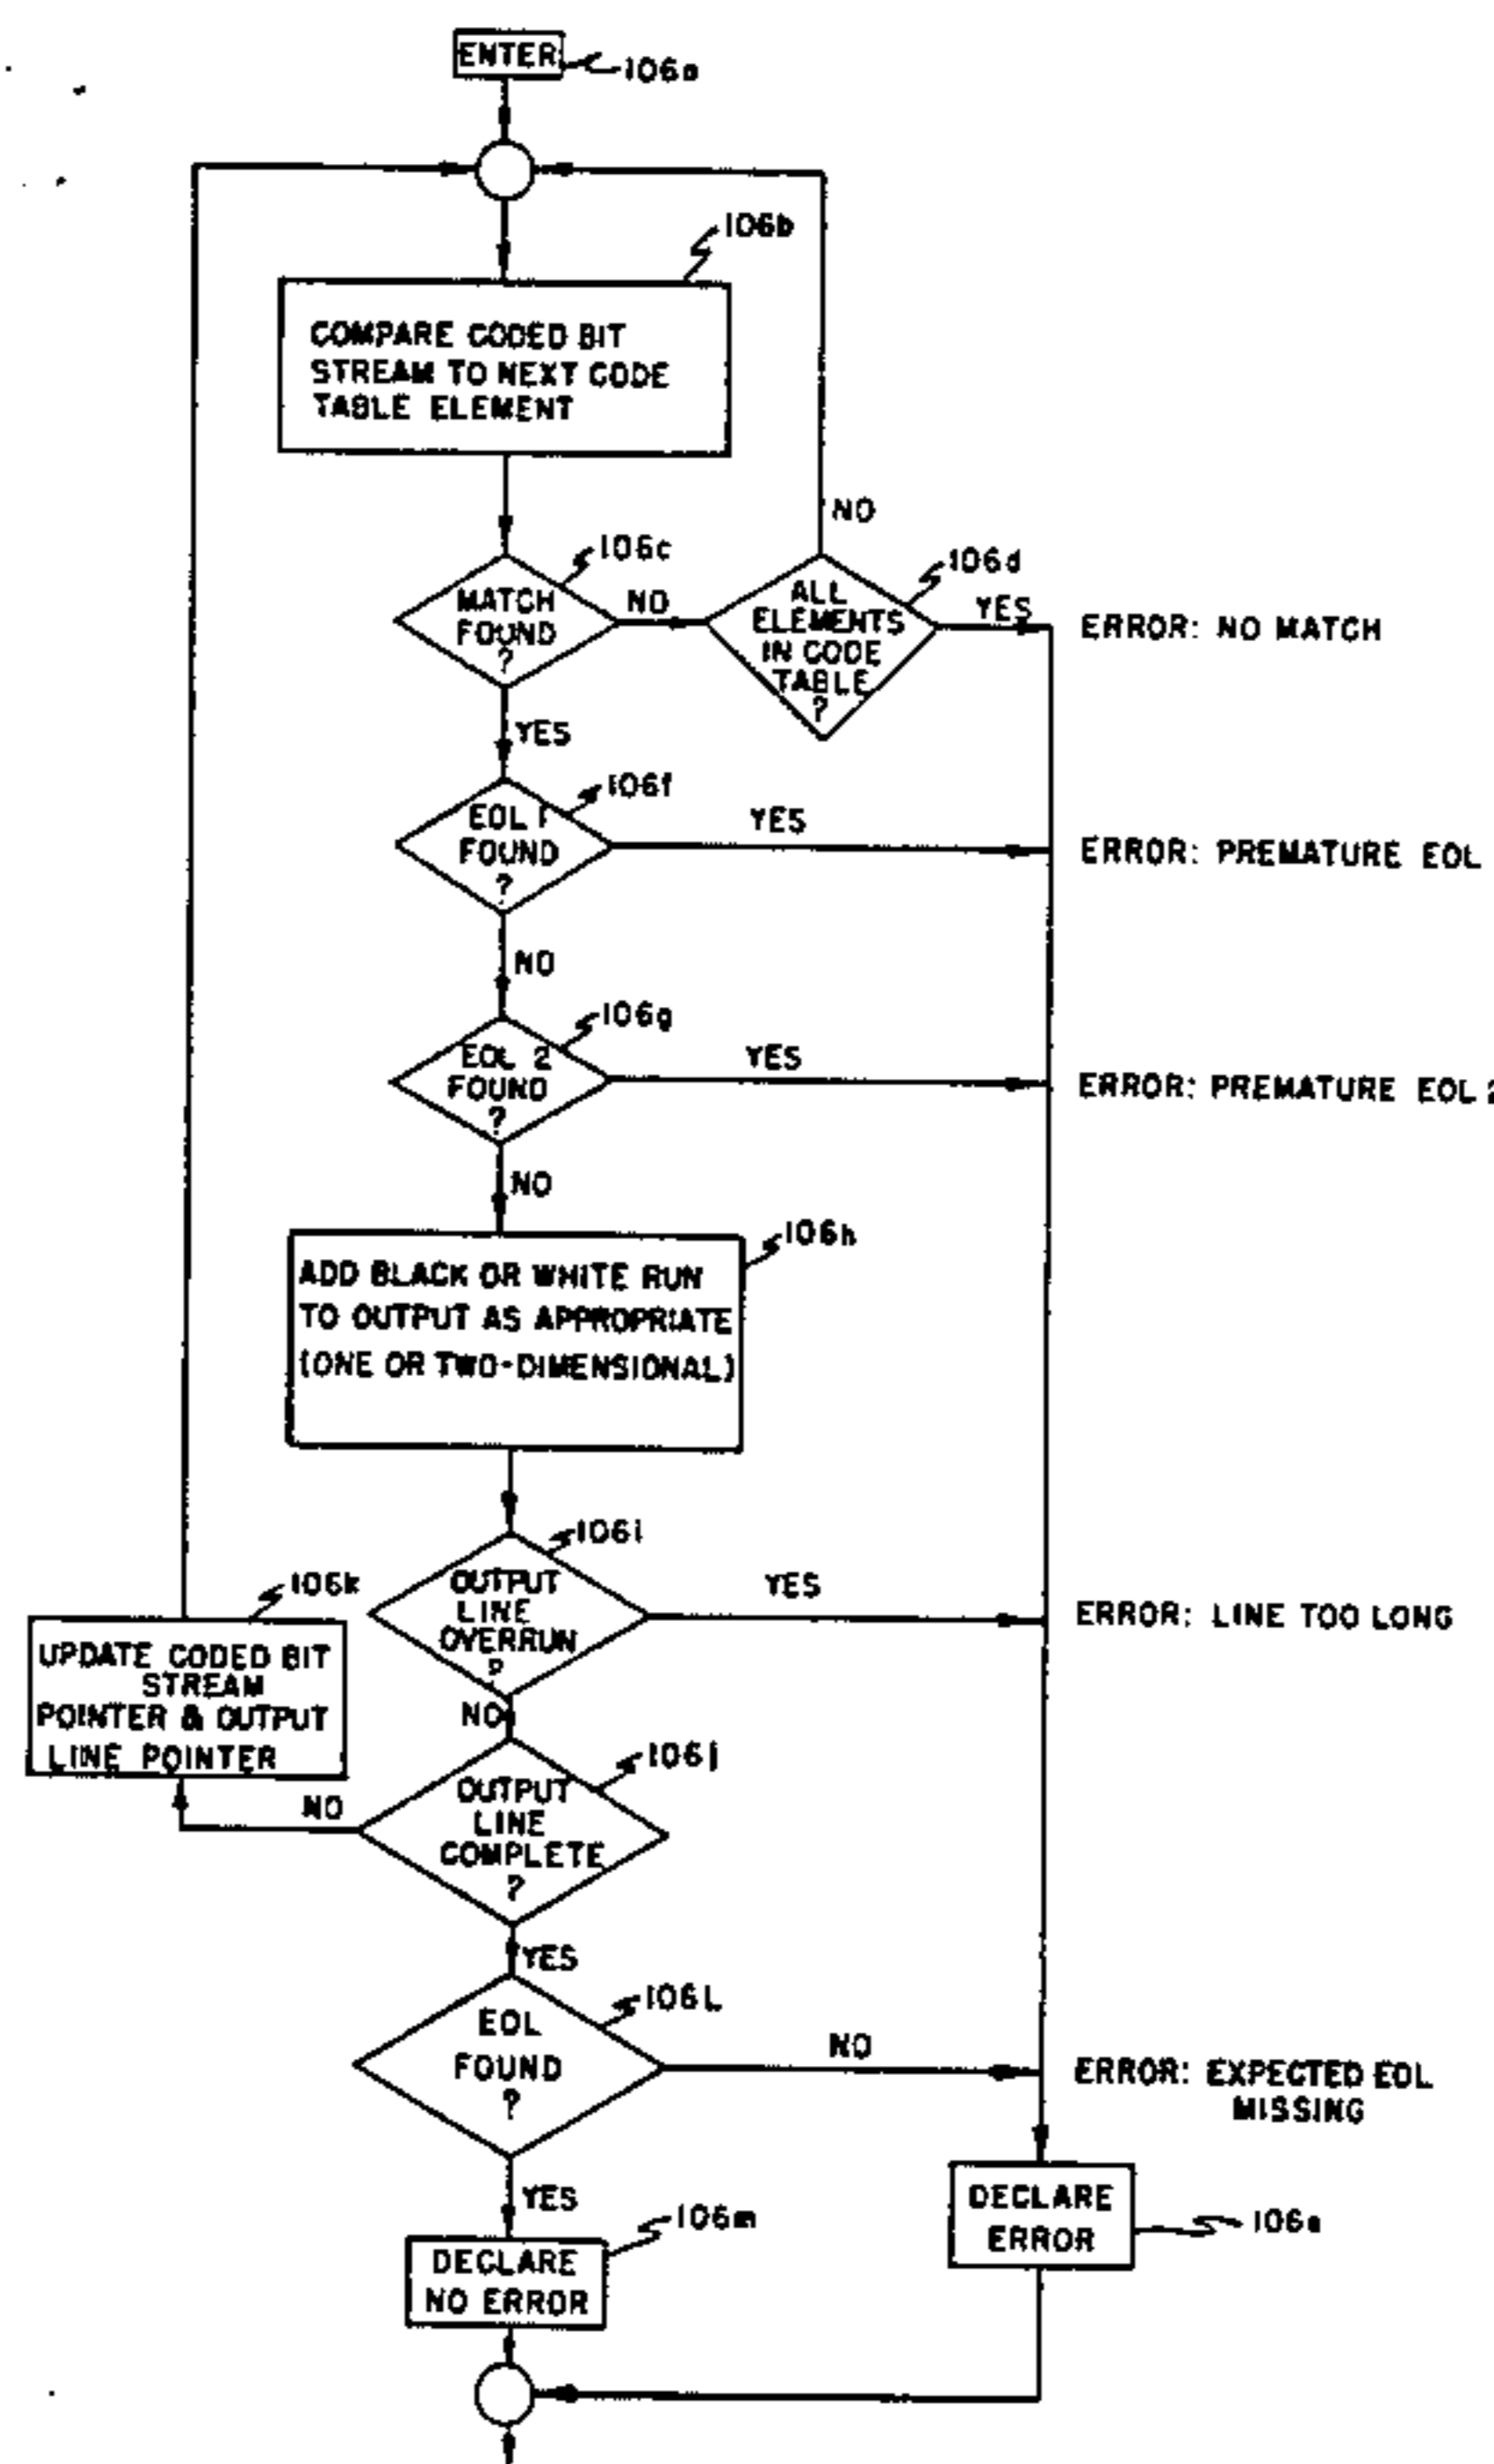 ENTER
106a
106b
COMPARE CODED BIT
STREAM TO NEXT CODE
TABLE ELEMENT
NO
106c
MATCH
FOUND
?
NO
106d
ALL
ELEMENTS
IN CODE
TABLE
?
YES
ERROR: NO MATCH
YES
106f
EOL 1
FOUND
?
YES
ERROR: PREMATURE EOL
NO
106g
EOL 2
FOUND
?
YES
ERROR: PREMATURE EOL 2
NO
106h
ADD BLACK OR WHITE RUN
TO OUTPUT AS APPROPRIATE
(ONE OR TWO-DIMENSIONAL)
106i
OUTPUT
LINE
OVERRUN
?
YES
ERROR: LINE TOO LONG
106k
UPDATE CODED BIT
STREAM
POINTER & OUTPUT
LINE POINTER
NO
106j
OUTPUT
LINE
COMPLETE
?
NO
YES
106L
EOL
FOUND
?
NO
ERROR: EXPECTED EOL
MISSING
YES
106m
DECLARE
NO ERROR
DECLARE
ERROR
106e